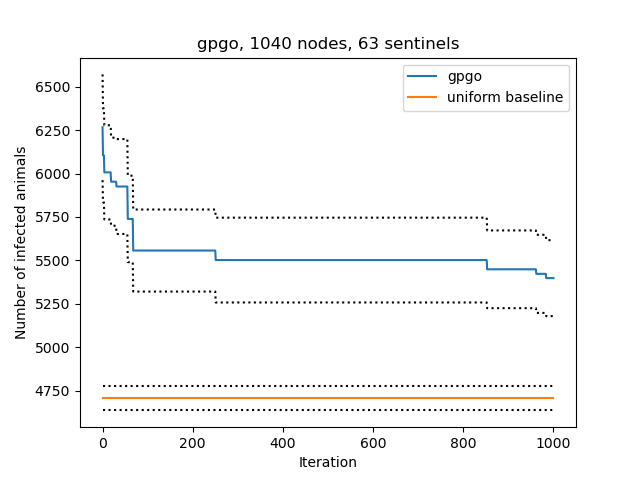 gpgo, 1040 nodes, 63 sentinels
gpgo
uniform baseline
Number of infected animals
6500
6250
6000
5750
5500
5250
5000
4750
0 200 400 600 800 1000
Iteration